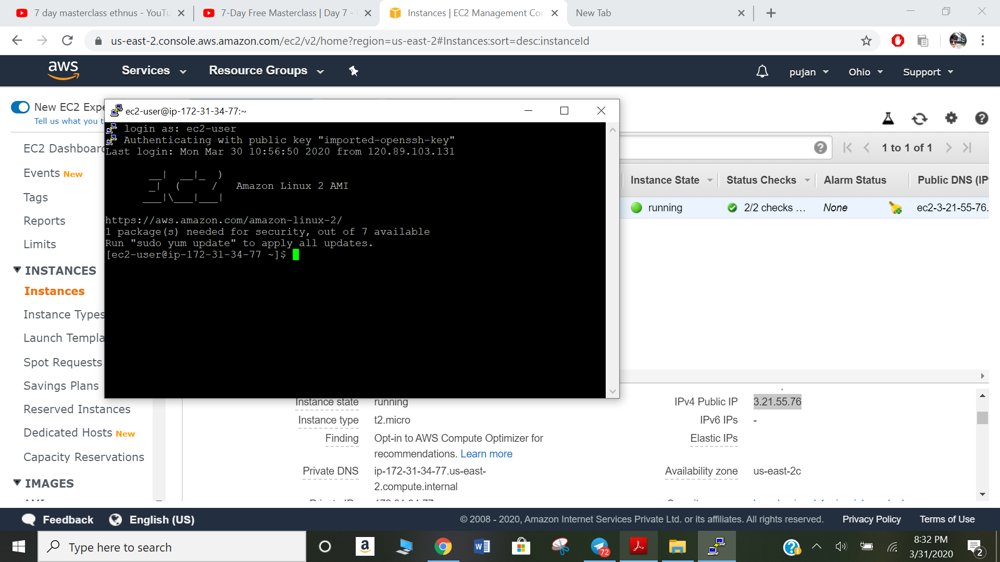 7 day masterclass ethnus - YouTu
7-Day Free Masterclass | Day 7 -
Instances | EC2 Management Con
New Tab
us-east-2.console.aws.amazon.com/ec2/v2/home?region=us-east-2#Instances:sort=desc:instanceId
aws
Services
Resource Groups
pujan
Ohio
Support
New EC2 Expe
Tell us what you t
EC2 Dashboard
Events New
Tags
Reports
Limits
INSTANCES
Instances
Instance Types
Launch Templa
Spot Requests
Savings Plans
Reserved Instances
Dedicated Hosts New
Capacity Reservations
IMAGES
ec2-user@ip-172-31-34-77:~
login as: ec2-user
Authenticating with public key "imported-openssh-key"
Last login: Mon Mar 30 10:56:50 2020 from 120.89.103.131
__|  __|_  )
_|  (     /   Amazon Linux 2 AMI
___|\___|___|
https://aws.amazon.com/amazon-linux-2/
1 package(s) needed for security, out of 7 available
Run "sudo yum update" to apply all updates.
[ec2-user@ip-172-31-34-77 ~]$
1 to 1 of 1
Instance State
Status Checks
Alarm Status
Public DNS (IP
running
2/2 checks ...
None
ec2-3-21-55-76.
Instance state running
Instance type t2.micro
Finding Opt-in to AWS Compute Optimizer for
recommendations. Learn more
Private DNS ip-172-31-34-77.us-east-
2.compute.internal
IPv4 Public IP 3.21.55.76
IPv6 IPs -
Elastic IPs
Availability zone us-east-2c
Feedback
English (US)
© 2008 - 2020, Amazon Internet Services Private Ltd. or its affiliates. All rights reserved.
Privacy Policy
Terms of Use
Type here to search
72
8:32 PM
3/31/2020
2